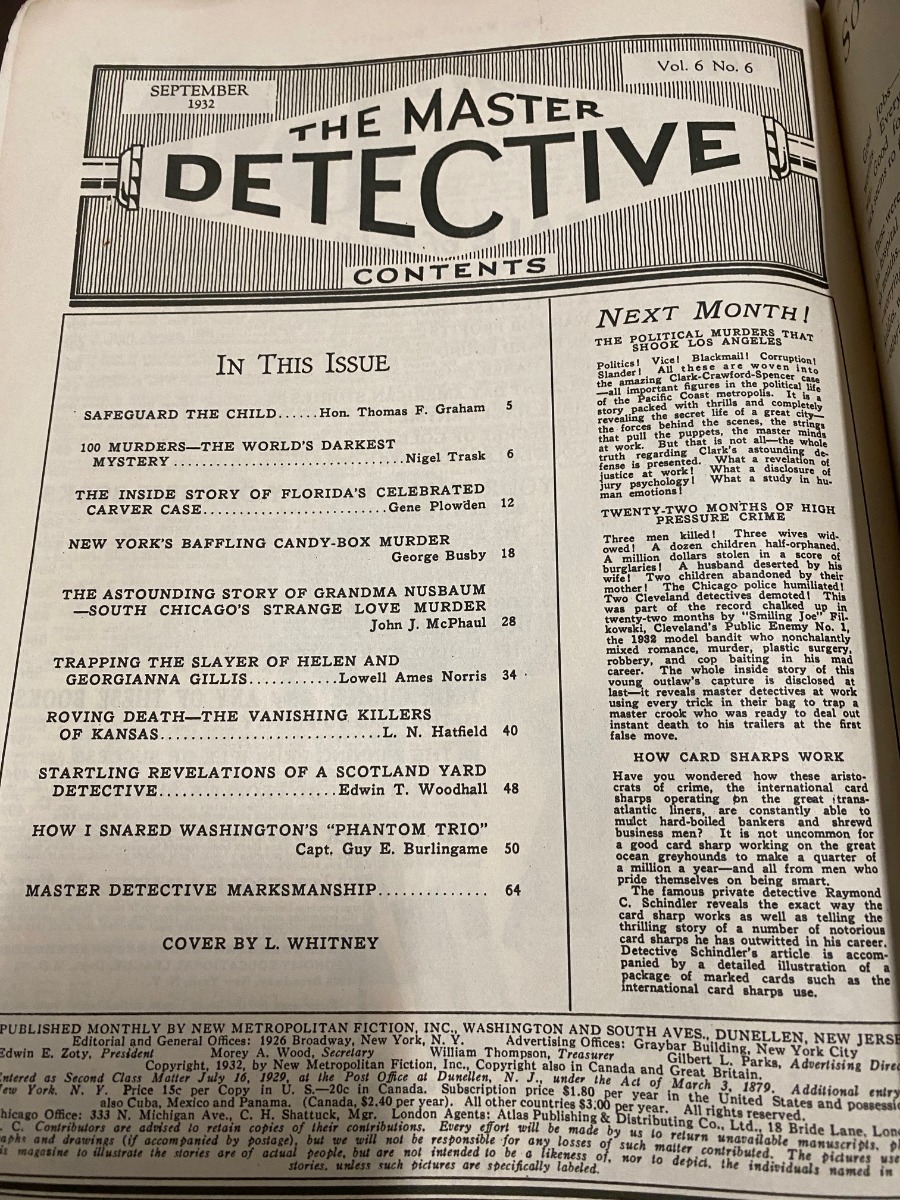 SEPTEMBER
1932
Vol. 6 No. 6
THE MASTER
DETECTIVE
CONTENTS
IN THIS ISSUE
SAFEGUARD THE CHILD......Hon. Thomas F. Graham 5
100 MURDERS—THE WORLD'S DARKEST
MYSTERY..............................Nigel Trask 6
THE INSIDE STORY OF FLORIDA'S CELEBRATED
CARVER CASE........................Gene Plowden 12
NEW YORK'S BAFFLING CANDY-BOX MURDER
George Busby 18
THE ASTOUNDING STORY OF GRANDMA NUSBAUM
—SOUTH CHICAGO'S STRANGE LOVE MURDER
John J. McPhaul 28
TRAPPING THE SLAYER OF HELEN AND
GEORGIANNA GILLIS...........Lowell Ames Norris 34
ROVING DEATH—THE VANISHING KILLERS
OF KANSAS............................L. N. Hatfield 40
STARTLING REVELATIONS OF A SCOTLAND YARD
DETECTIVE.......................Edwin T. Woodhall 48
HOW I SNARED WASHINGTON'S "PHANTOM TRIO"
Capt. Guy E. Burlingame 50
MASTER DETECTIVE MARKSMANSHIP.............. 64
COVER BY L. WHITNEY
NEXT MONTH!
THE POLITICAL MURDERS THAT
SHOOK LOS ANGELES
Politics! Vice! Blackmail! Corruption!
Slander! All these are woven into
the amazing Clark-Crawford-Spencer case
—all important figures in the political life
of the Pacific Coast metropolis. It is a
story packed with thrills and completely
revealing the secret life of a great city—
the forces behind the scenes, the strings
that pull the puppets, the master minds
at work. But that is not all—the whole
truth regarding Clark's astounding de-
fense is presented. What a revelation of
justice at work! What a disclosure of
jury psychology! What a study in hu-
man emotions!
TWENTY-TWO MONTHS OF HIGH
PRESSURE CRIME
Three men killed! Three wives wid-
owed! A dozen children half-orphaned.
A million dollars stolen in a score of
burglaries! A husband deserted by his
wife! Two children abandoned by their
mother! The Chicago police humiliated!
Two Cleveland detectives demoted! This
was part of the record chalked up in
twenty-two months by "Smiling Joe" Fil-
kowski, Cleveland's Public Enemy No. 1,
the 1932 model bandit who nonchalantly
mixed romance, murder, plastic surgery,
robbery, and cop baiting in his mad
career. The whole inside story of this
young outlaw's capture is disclosed at
last—it reveals master detectives at work
using every trick in their bag to trap a
master crook who was ready to deal out
instant death to his trailers at the first
false move.
HOW CARD SHARPS WORK
Have you wondered how these aristo-
crats of crime, the international card
sharps operating on the great trans-
atlantic liners, are constantly able to
mulct hard-boiled bankers and shrewd
business men? It is not uncommon for
a good card sharp working on the great
ocean greyhounds to make a quarter of
a million a year—and all from men who
pride themselves on being smart.
The famous private detective Raymond
C. Schindler reveals the exact way the
card sharp works as well as telling the
thrilling story of a number of notorious
card sharps he has outwitted in his career.
Detective Schindler's article is accom-
panied by a detailed illustration of a
package of marked cards such as the
international card sharps use.
PUBLISHED MONTHLY BY NEW METROPOLITAN FICTION, INC., WASHINGTON AND SOUTH AVES., DUNELLEN, NEW JERS
Editorial and General Offices: 1926 Broadway, New York, N. Y. Advertising Offices: Graybar Building, New York City
Edwin E. Zoty, President Morey A. Wood, Secretary William Thompson, Treasurer Gilbert L. Parks, Advertising Direc
Copyright, 1932, by New Metropolitan Fiction, Inc., Copyright also in Canada and Great Britain.
Entered as Second Class Matter July 16, 1929, at the Post Office at Dunellen, N. J., under the Act of March 3, 1879. Additional entry
New York. N. Y. Price 15c per Copy in U. S.—20c in Canada. Subscription price $1.80 per year in the United States and possessi
also Cuba, Mexico and Panama. (Canada, $2.40 per year). All other countries $3.00 per year. All rights reserved.
Chicago Office: 333 N. Michigan Ave., C. H. Shattuck, Mgr. London Agents: Atlas Publishing & Distributing Co., Ltd., 18 Bride Lane, Lon
. C. Contributors are advised to retain copies of their contributions. Every effort will be made by us to return unavailable manuscripts, p
aphs and drawings (if accompanied by postage), but we will not be responsible for any losses of such matter contributed. The pictures use
is magazine to illustrate the stories are of actual people, but are not intended to be a likeness of, nor to depict, the individuals named in
stories, unless such pictures are specifically labeled.